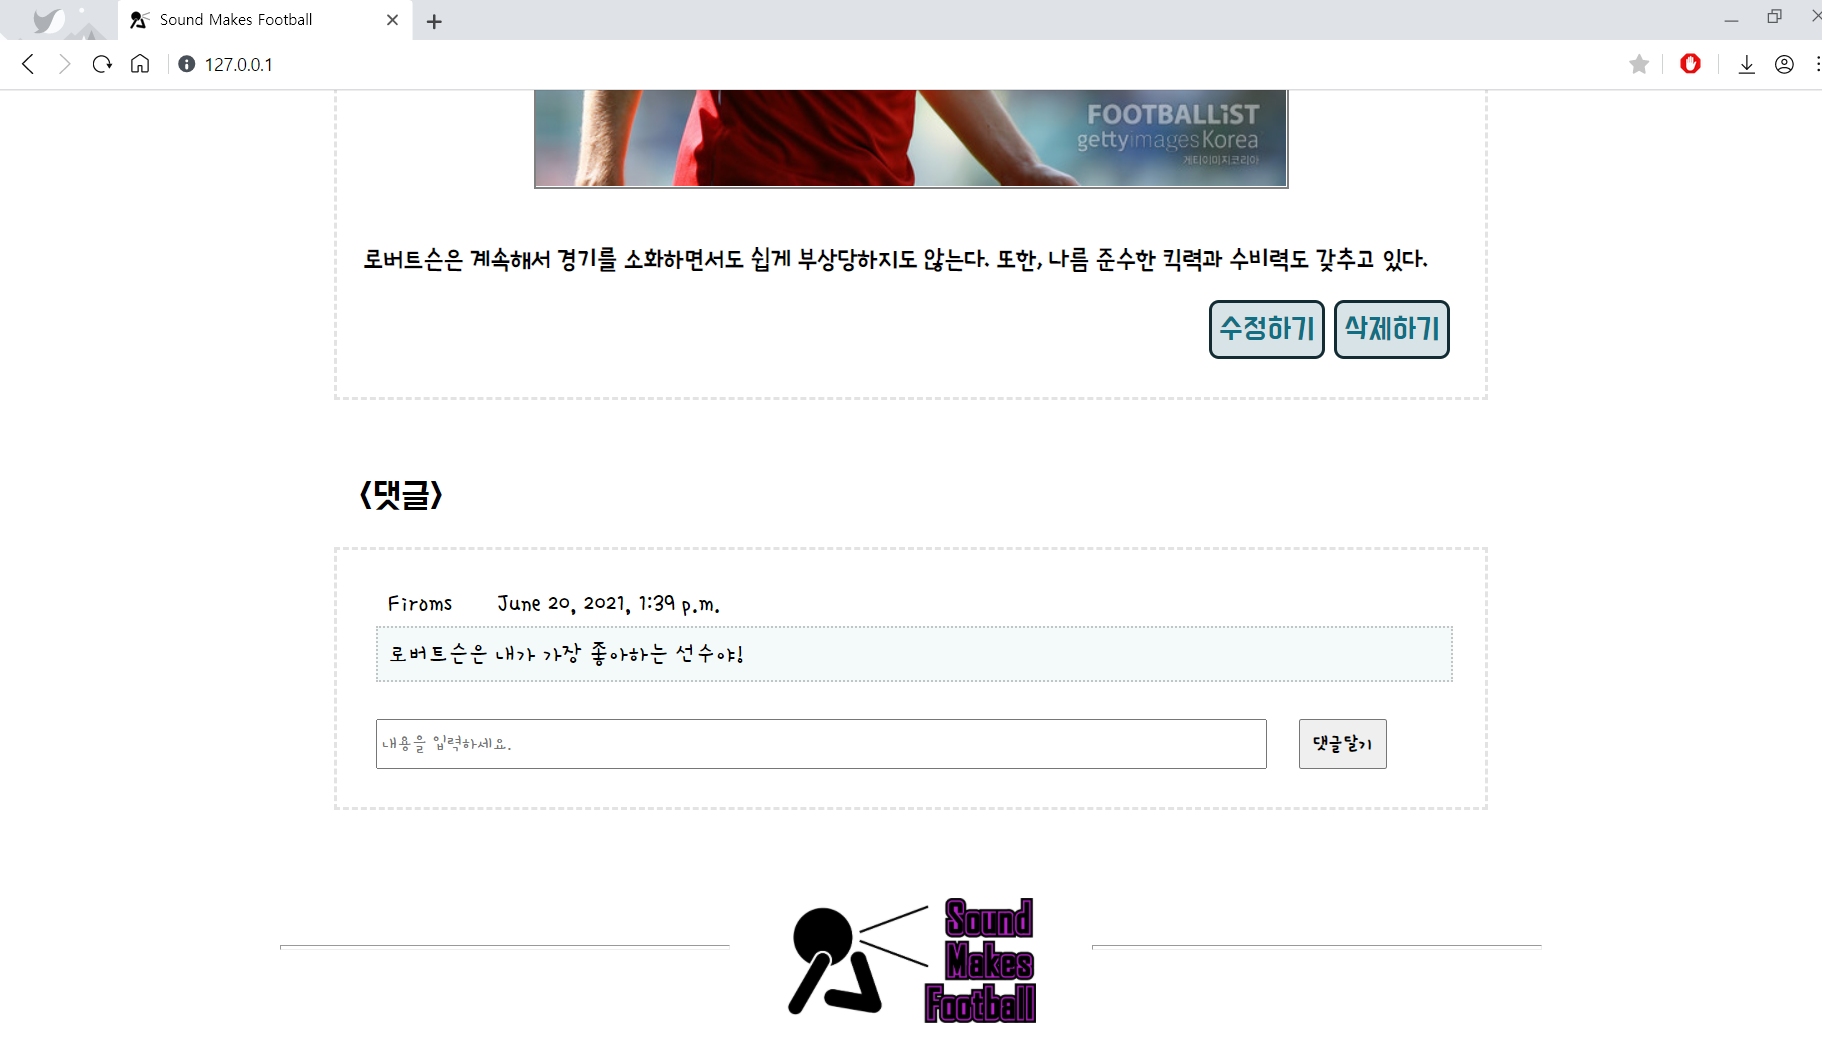 Sound Makes Football
127.0.0.1
FOOTBALLiST
gettyimagesKorea
게티이미지코리아
로버트슨은 계속해서 경기를 소화하면서도 쉽게 부상당하지도 않는다. 또한, 나름 준수한 킥력과 수비력도 갖추고 있다.
수정하기 삭제하기
<댓글>
Firoms June 20, 2021, 1:39 p.m.
로버트슨은 내가 가장 좋아하는 선수야!
내용을 입력하세요. 댓글달기
Sound
Makes
Football